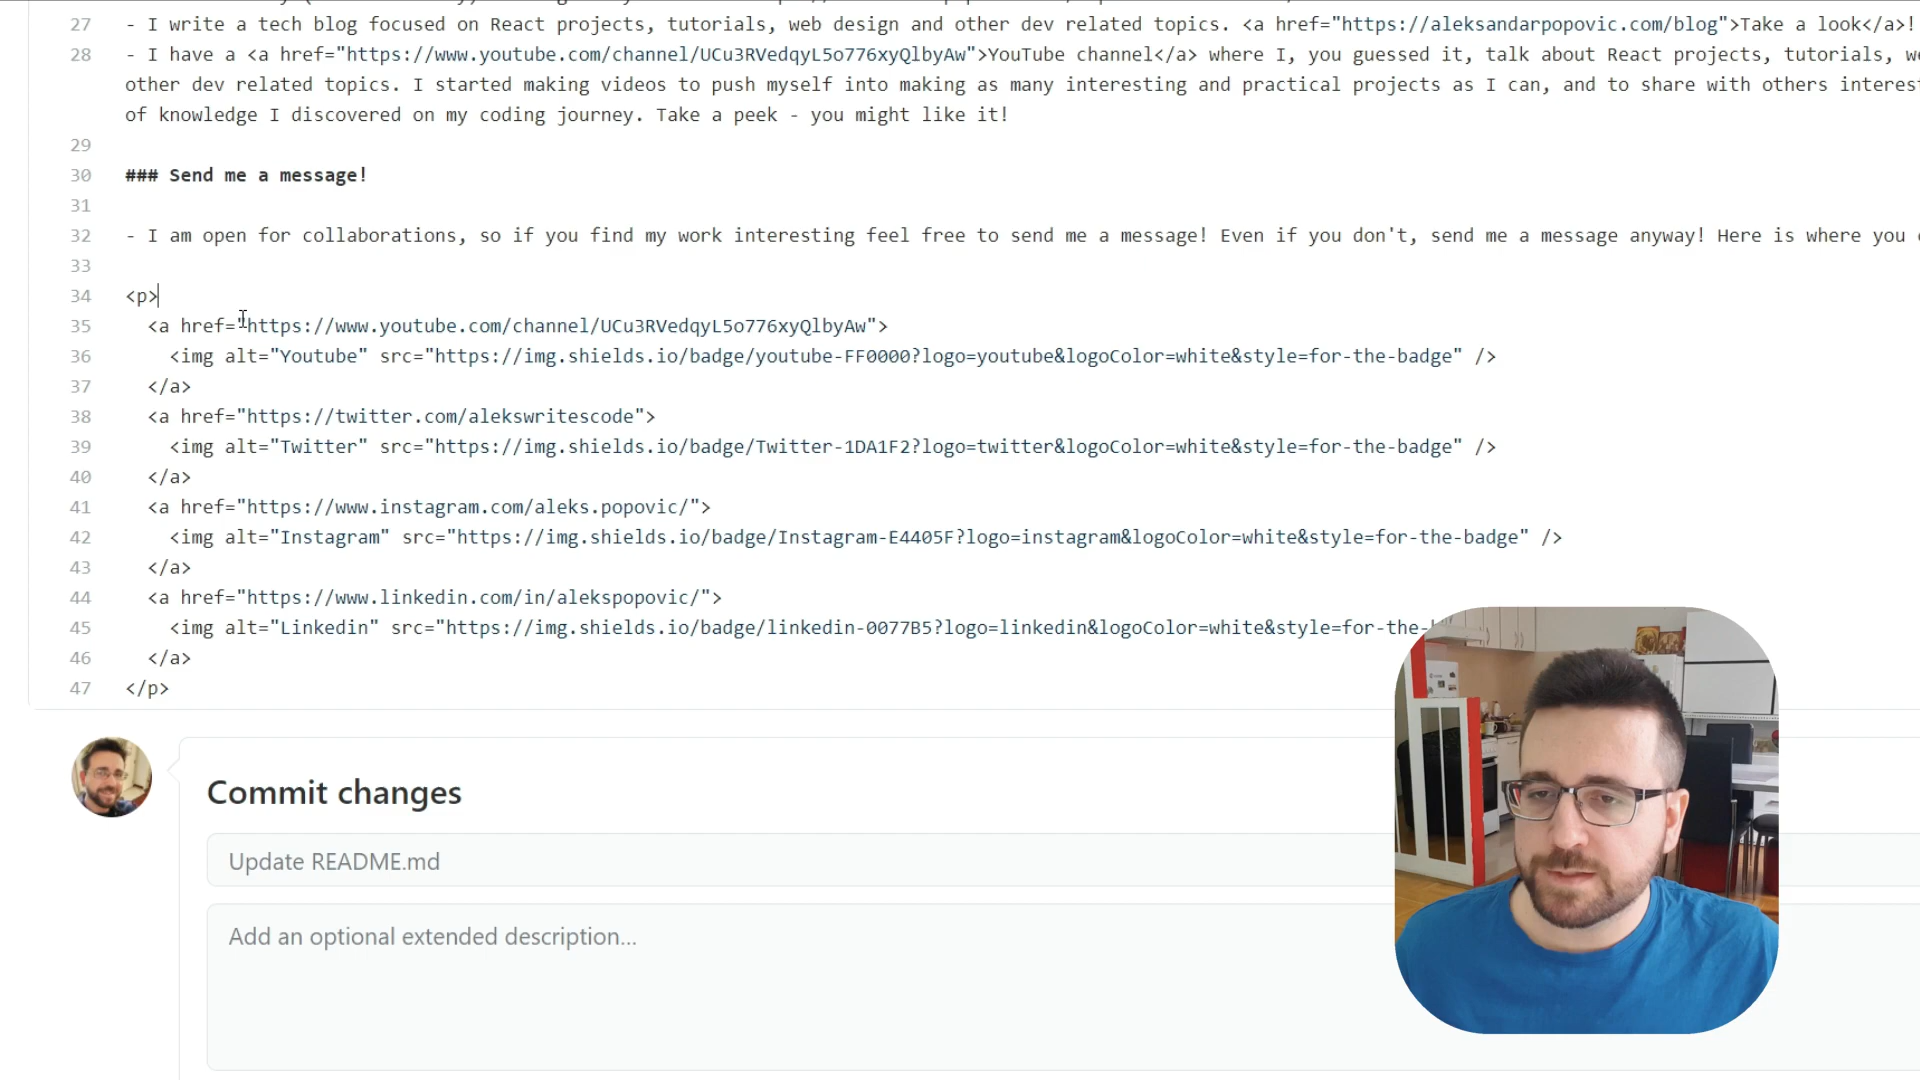 27 - I write a tech blog focused on React projects, tutorials, web design and other dev related topics. <a href="https://aleksandarpopovic.com/blog">Take a look</a>!
28 - I have a <a href="https://www.youtube.com/channel/UCu3RVedqyL5o776xyQlbyAw">YouTube channel</a> where I, you guessed it, talk about React projects, tutorials,
other dev related topics. I started making videos to push myself into making as many interesting and practical projects as I can, and to share with others
of knowledge I discovered on my coding journey. Take a peek - you might like it!
29
30 ### Send me a message!
31
32 - I am open for collaborations, so if you find my work interesting feel free to send me a message! Even if you don't, send me a message anyway! Here is where you
33
34 <p>
35 <a href="https://www.youtube.com/channel/UCu3RVedqyL5o776xyQlbyAw">
36 <img alt="Youtube" src="https://img.shields.io/badge/youtube-FF0000?logo=youtube&logoColor=white&style=for-the-badge" />
37 </a>
38 <a href="https://twitter.com/alekswritescode">
39 <img alt="Twitter" src="https://img.shields.io/badge/Twitter-1DA1F2?logo=twitter&logoColor=white&style=for-the-badge" />
40 </a>
41 <a href="https://www.instagram.com/aleks.popovic/">
42 <img alt="Instagram" src="https://img.shields.io/badge/Instagram-E4405F?logo=instagram&logoColor=white&style=for-the-badge" />
43 </a>
44 <a href="https://www.linkedin.com/in/alekspopovic/">
45 <img alt="Linkedin" src="https://img.shields.io/badge/linkedin-0077B5?logo=linkedin&logoColor=white&style=for-the-
46 </a>
47 </p>
Commit changes
Update README.md
Add an optional extended description...